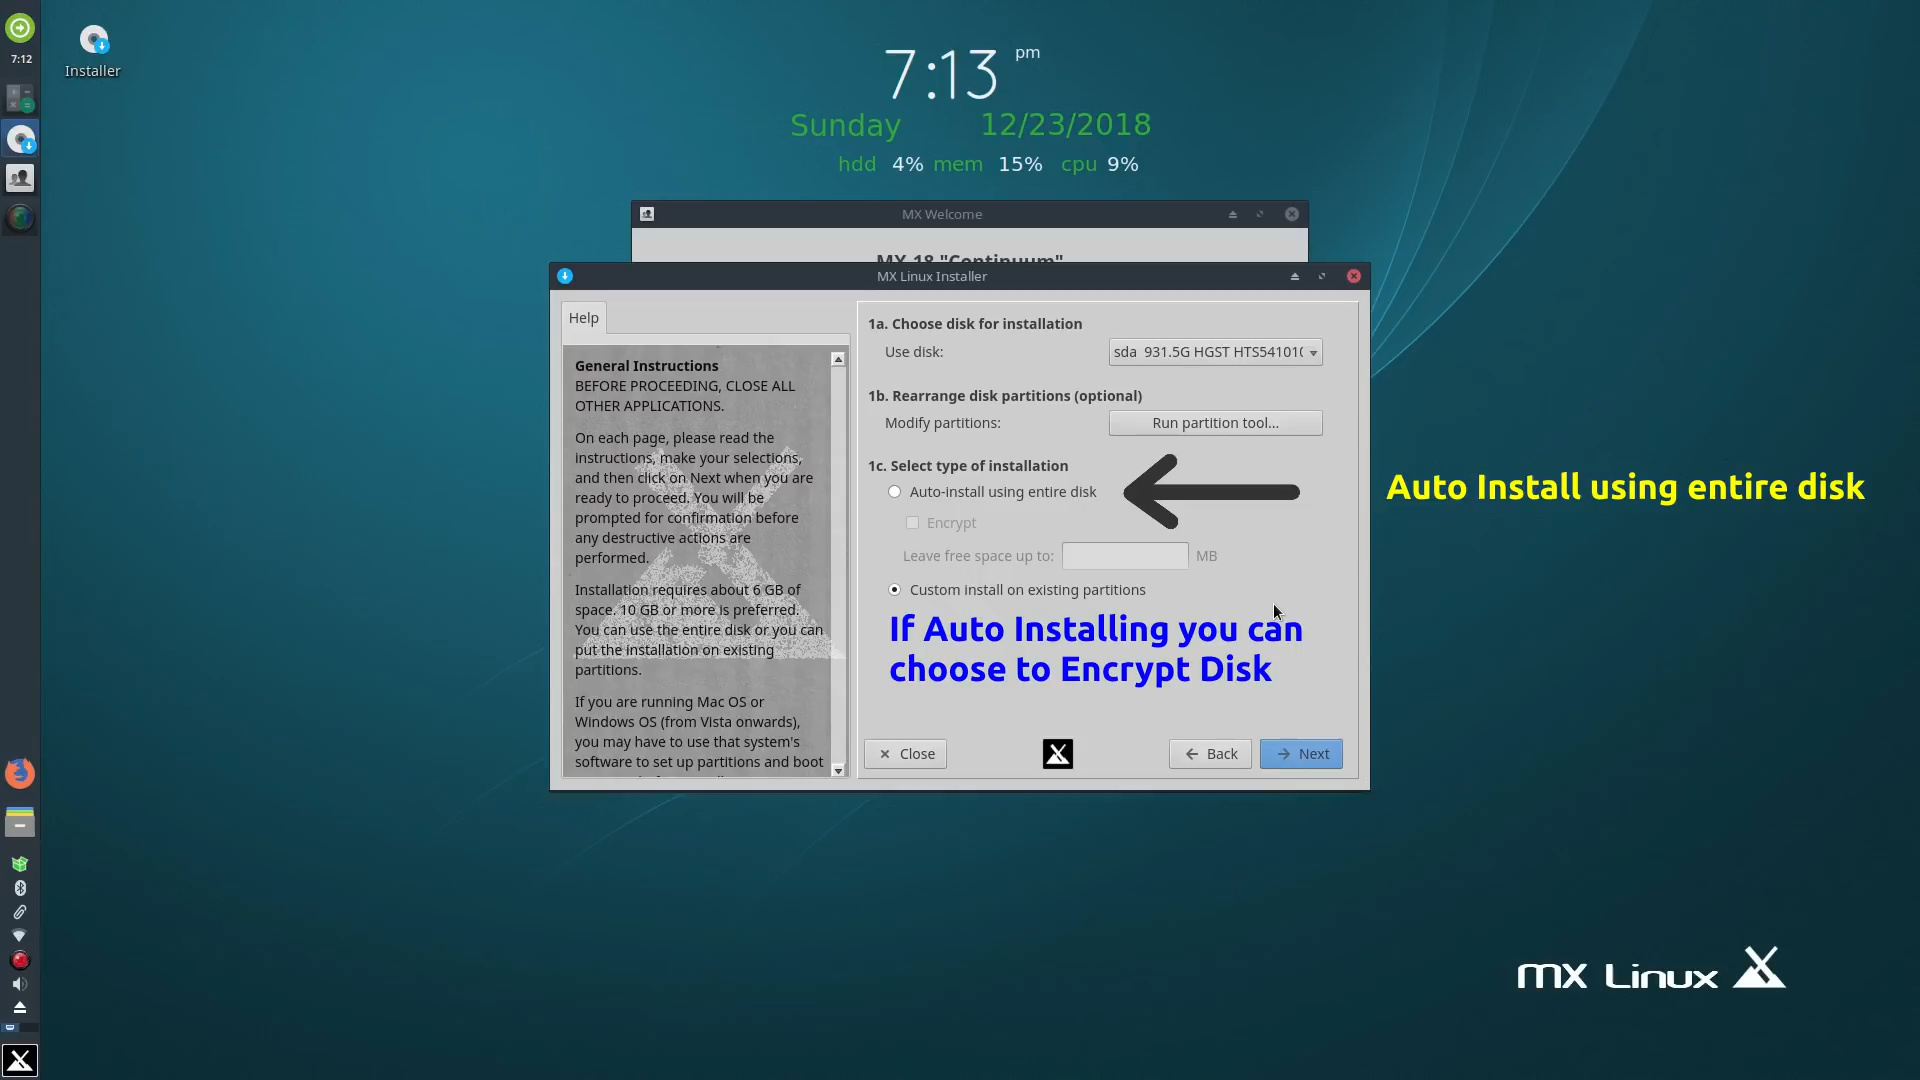 7:12
Installer
7:13 pm
Sunday 12/23/2018
hdd 4% mem 15% cpu 9%
MX Welcome
MX-18 "Continuum"
MX Linux Installer
Help
General Instructions
BEFORE PROCEEDING, CLOSE ALL
OTHER APPLICATIONS.
On each page, please read the
instructions, make your selections,
and then click on Next when you are
ready to proceed. You will be
prompted for confirmation before
any destructive actions are
performed.
Installation requires about 6 GB of
space. 10 GB or more is preferred.
You can use the entire disk or you can
put the installation on existing
partitions.
If you are running Mac OS or
Windows OS (from Vista onwards),
you may have to use that system's
software to set up partitions and boot
1a. Choose disk for installation
Use disk: sda 931.5G HGST HTS541010
1b. Rearrange disk partitions (optional)
Modify partitions: Run partition tool...
1c. Select type of installation
Auto-install using entire disk
Encrypt
Leave free space up to: MB
Custom install on existing partitions
If Auto Installing you can
choose to Encrypt Disk
Close Back Next
Auto Install using entire disk
mx Linux